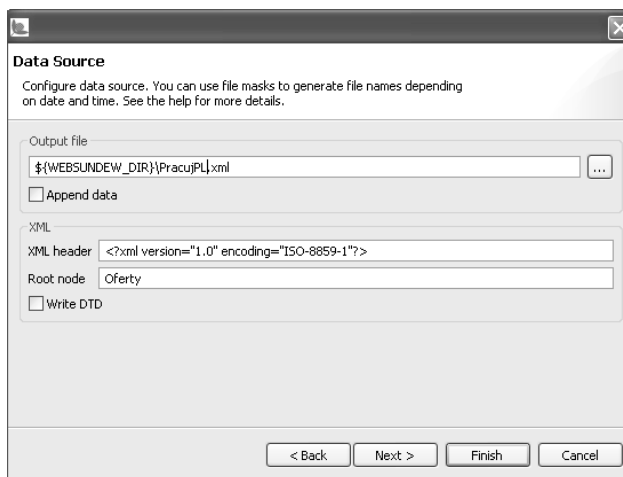 Data Source
Configure data source. You can use file masks to generate file names depending
on date and time. See the help for more details.
Output file
${WEBSUNDEW_DIR}\PracujPL.xml
...
Append data
XML
XML header <?xml version="1.0" encoding="ISO-8859-1"?>
Root node Oferty
Write DTD
< Back Next > Finish Cancel